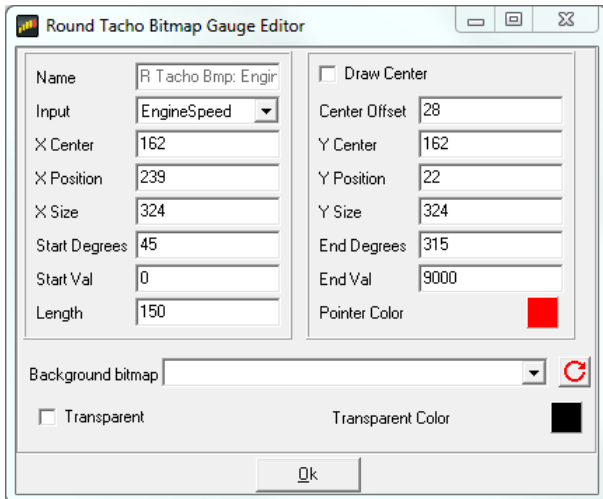 Round Tacho Bitmap Gauge Editor
Name R Tacho Bmp: Engir
Draw Center
Input EngineSpeed
Center Offset 28
X Center 162
Y Center 162
X Position 239
Y Position 22
X Size 324
Y Size 324
Start Degrees 45
End Degrees 315
Start Val 0
End Val 9000
Length 150
Pointer Color
Background bitmap
Transparent
Transparent Color
Ok